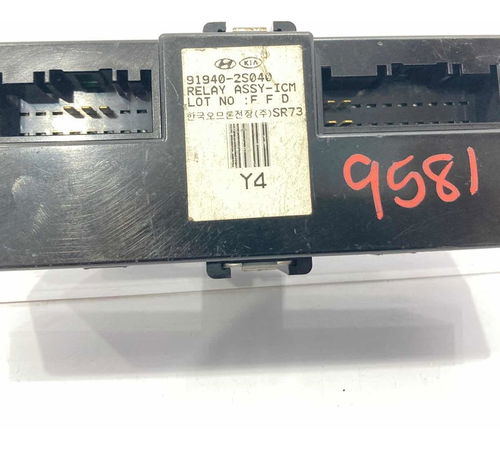 HYUNDAI KIA
91940-2S040
RELAY ASSY-ICM
LOT NO :F F D
한국오므론전장(주)SR73
Y4
9581